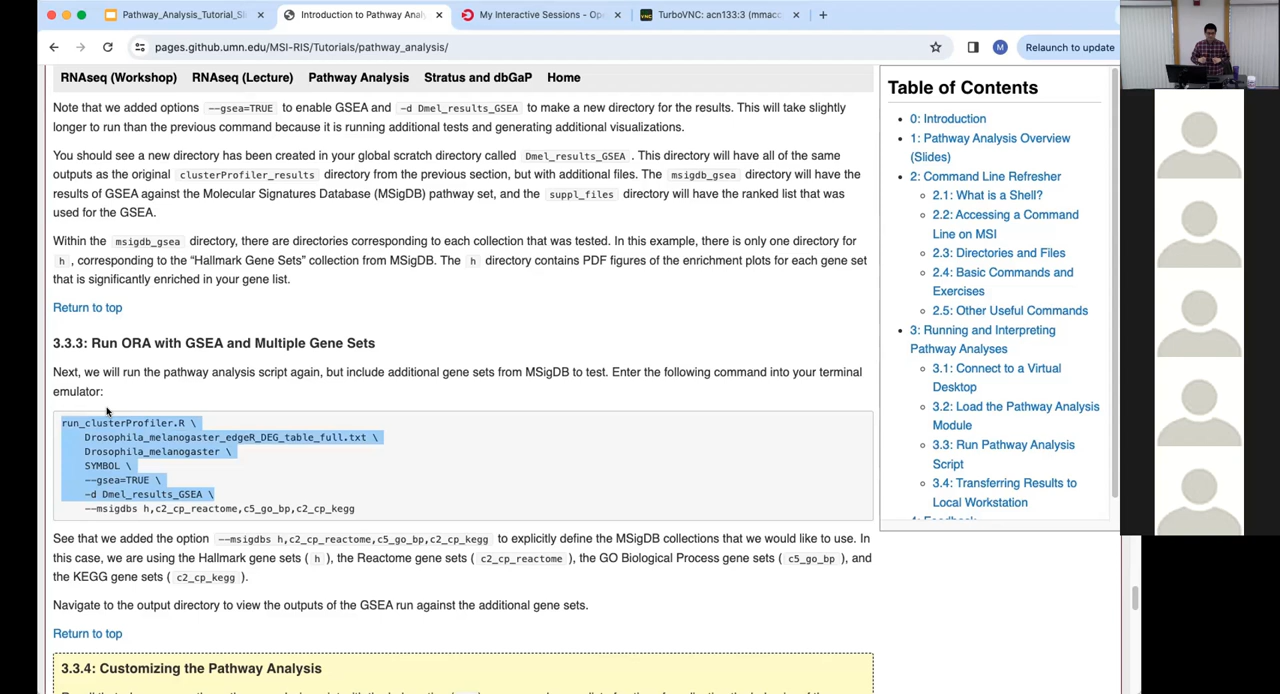 Pathway_Analysis_Tutorial_Sl
Introduction to Pathway Anal
My Interactive Sessions - Ope
TurboVNC: acn133:3 (mmacc
pages.github.umn.edu/MSI-RIS/Tutorials/pathway_analysis/
M
Relaunch to update
RNAseq (Workshop) RNAseq (Lecture) Pathway Analysis Stratus and dbGaP Home
Note that we added options --gsea=TRUE to enable GSEA and -d Dmel_results_GSEA to make a new directory for the results. This will take slightly
longer to run than the previous command because it is running additional tests and generating additional visualizations.
You should see a new directory has been created in your global scratch directory called Dmel_results_GSEA . This directory will have all of the same
outputs as the original clusterProfiler_results directory from the previous section, but with additional files. The msigdb_gsea directory will have the
results of GSEA against the Molecular Signatures Database (MSigDB) pathway set, and the suppl_files directory will have the ranked list that was
used for the GSEA.
Within the msigdb_gsea directory, there are directories corresponding to each collection that was tested. In this example, there is only one directory for
h , corresponding to the “Hallmark Gene Sets” collection from MSigDB. The h directory contains PDF figures of the enrichment plots for each gene set
that is significantly enriched in your gene list.
Return to top
3.3.3: Run ORA with GSEA and Multiple Gene Sets
Next, we will run the pathway analysis script again, but include additional gene sets from MSigDB to test. Enter the following command into your terminal
emulator:
run_clusterProfiler.R \
Drosophila_melanogaster_edgeR_DEG_table_full.txt \
Drosophila_melanogaster \
SYMBOL \
--gsea=TRUE \
-d Dmel_results_GSEA \
--msigdbs h,c2_cp_reactome,c5_go_bp,c2_cp_kegg
See that we added the option --msigdbs h,c2_cp_reactome,c5_go_bp,c2_cp_kegg to explicitly define the MSigDB collections that we would like to use. In
this case, we are using the Hallmark gene sets ( h ), the Reactome gene sets ( c2_cp_reactome ), the GO Biological Process gene sets ( c5_go_bp ), and
the KEGG gene sets ( c2_cp_kegg ).
Navigate to the output directory to view the outputs of the GSEA run against the additional gene sets.
Return to top
3.3.4: Customizing the Pathway Analysis
Table of Contents
0: Introduction
1: Pathway Analysis Overview
(Slides)
2: Command Line Refresher
2.1: What is a Shell?
2.2: Accessing a Command
Line on MSI
2.3: Directories and Files
2.4: Basic Commands and
Exercises
2.5: Other Useful Commands
3: Running and Interpreting
Pathway Analyses
3.1: Connect to a Virtual
Desktop
3.2: Load the Pathway Analysis
Module
3.3: Run Pathway Analysis
Script
3.4: Transferring Results to
Local Workstation